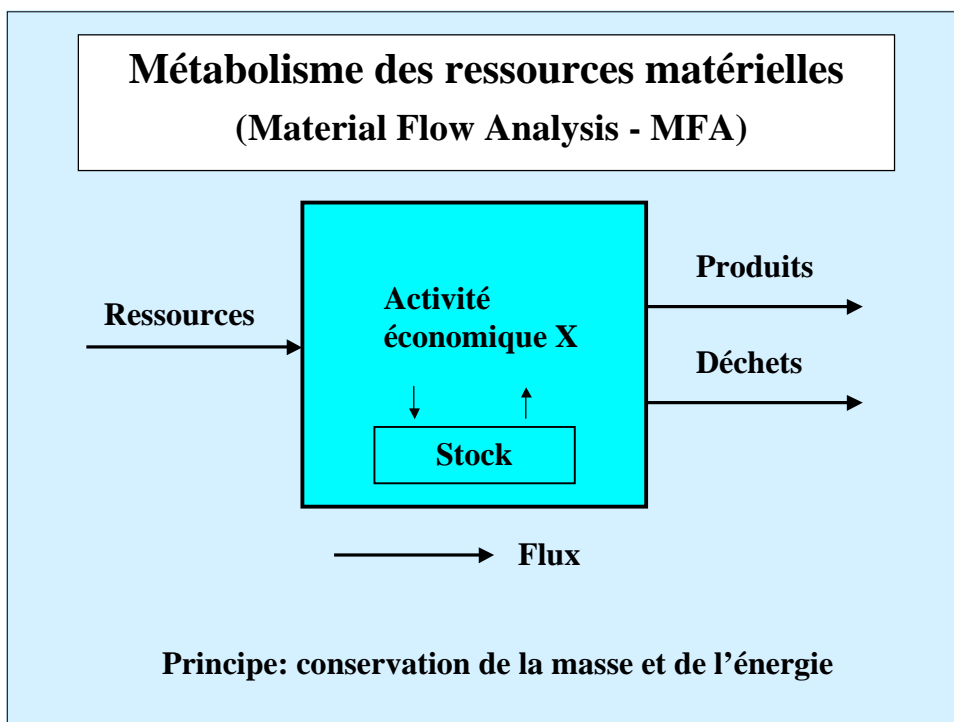 Métabolisme des ressources matérielles
(Material Flow Analysis - MFA)
Ressources
Activité
économique X
Stock
Produits
Déchets
Flux
Principe: conservation de la masse et de l’énergie